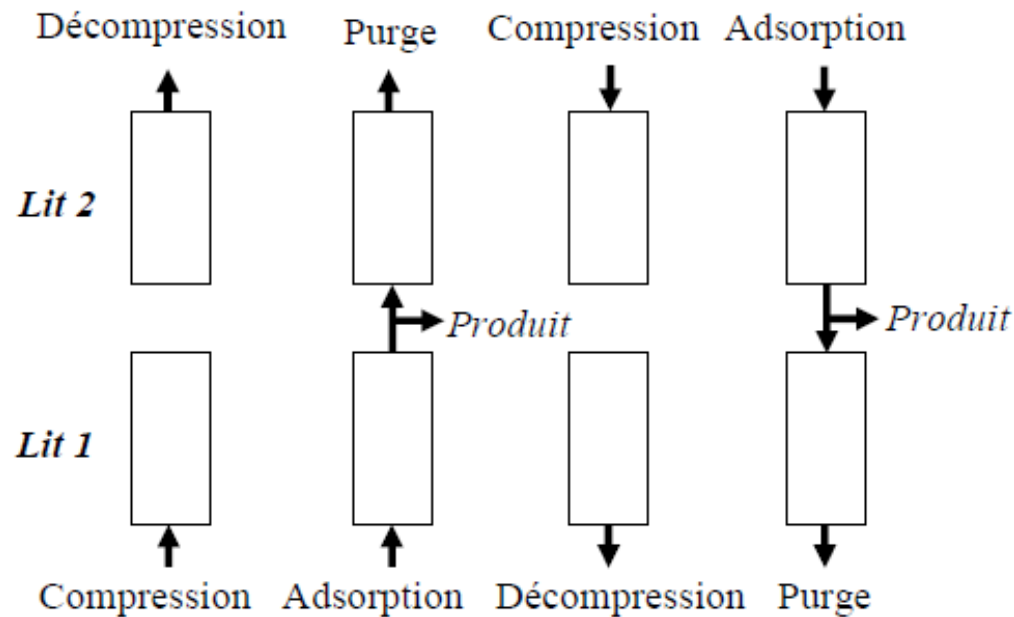 Décompression Purge Compression Adsorption
Lit 2
Produit Produit
Lit 1
Compression Adsorption Décompression Purge